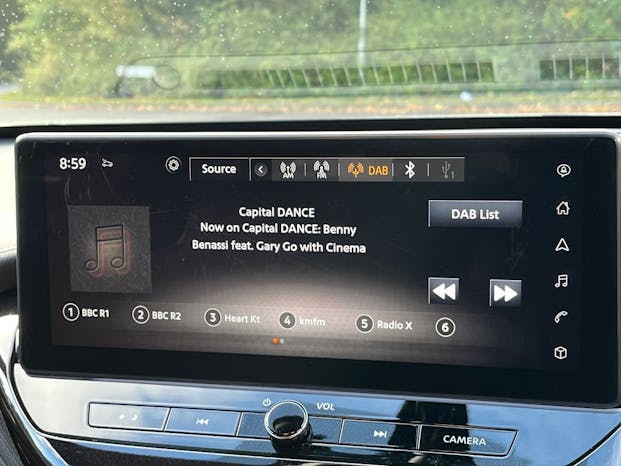 8:59
Source
AM
FM
DAB
Capital DANCE
Now on Capital DANCE: Benny
Benassi feat. Gary Go with Cinema
DAB List
1 BBC R1
2 BBC R2
3 Heart Kt
4 kmfm
5 Radio X
6
VOL
CAMERA